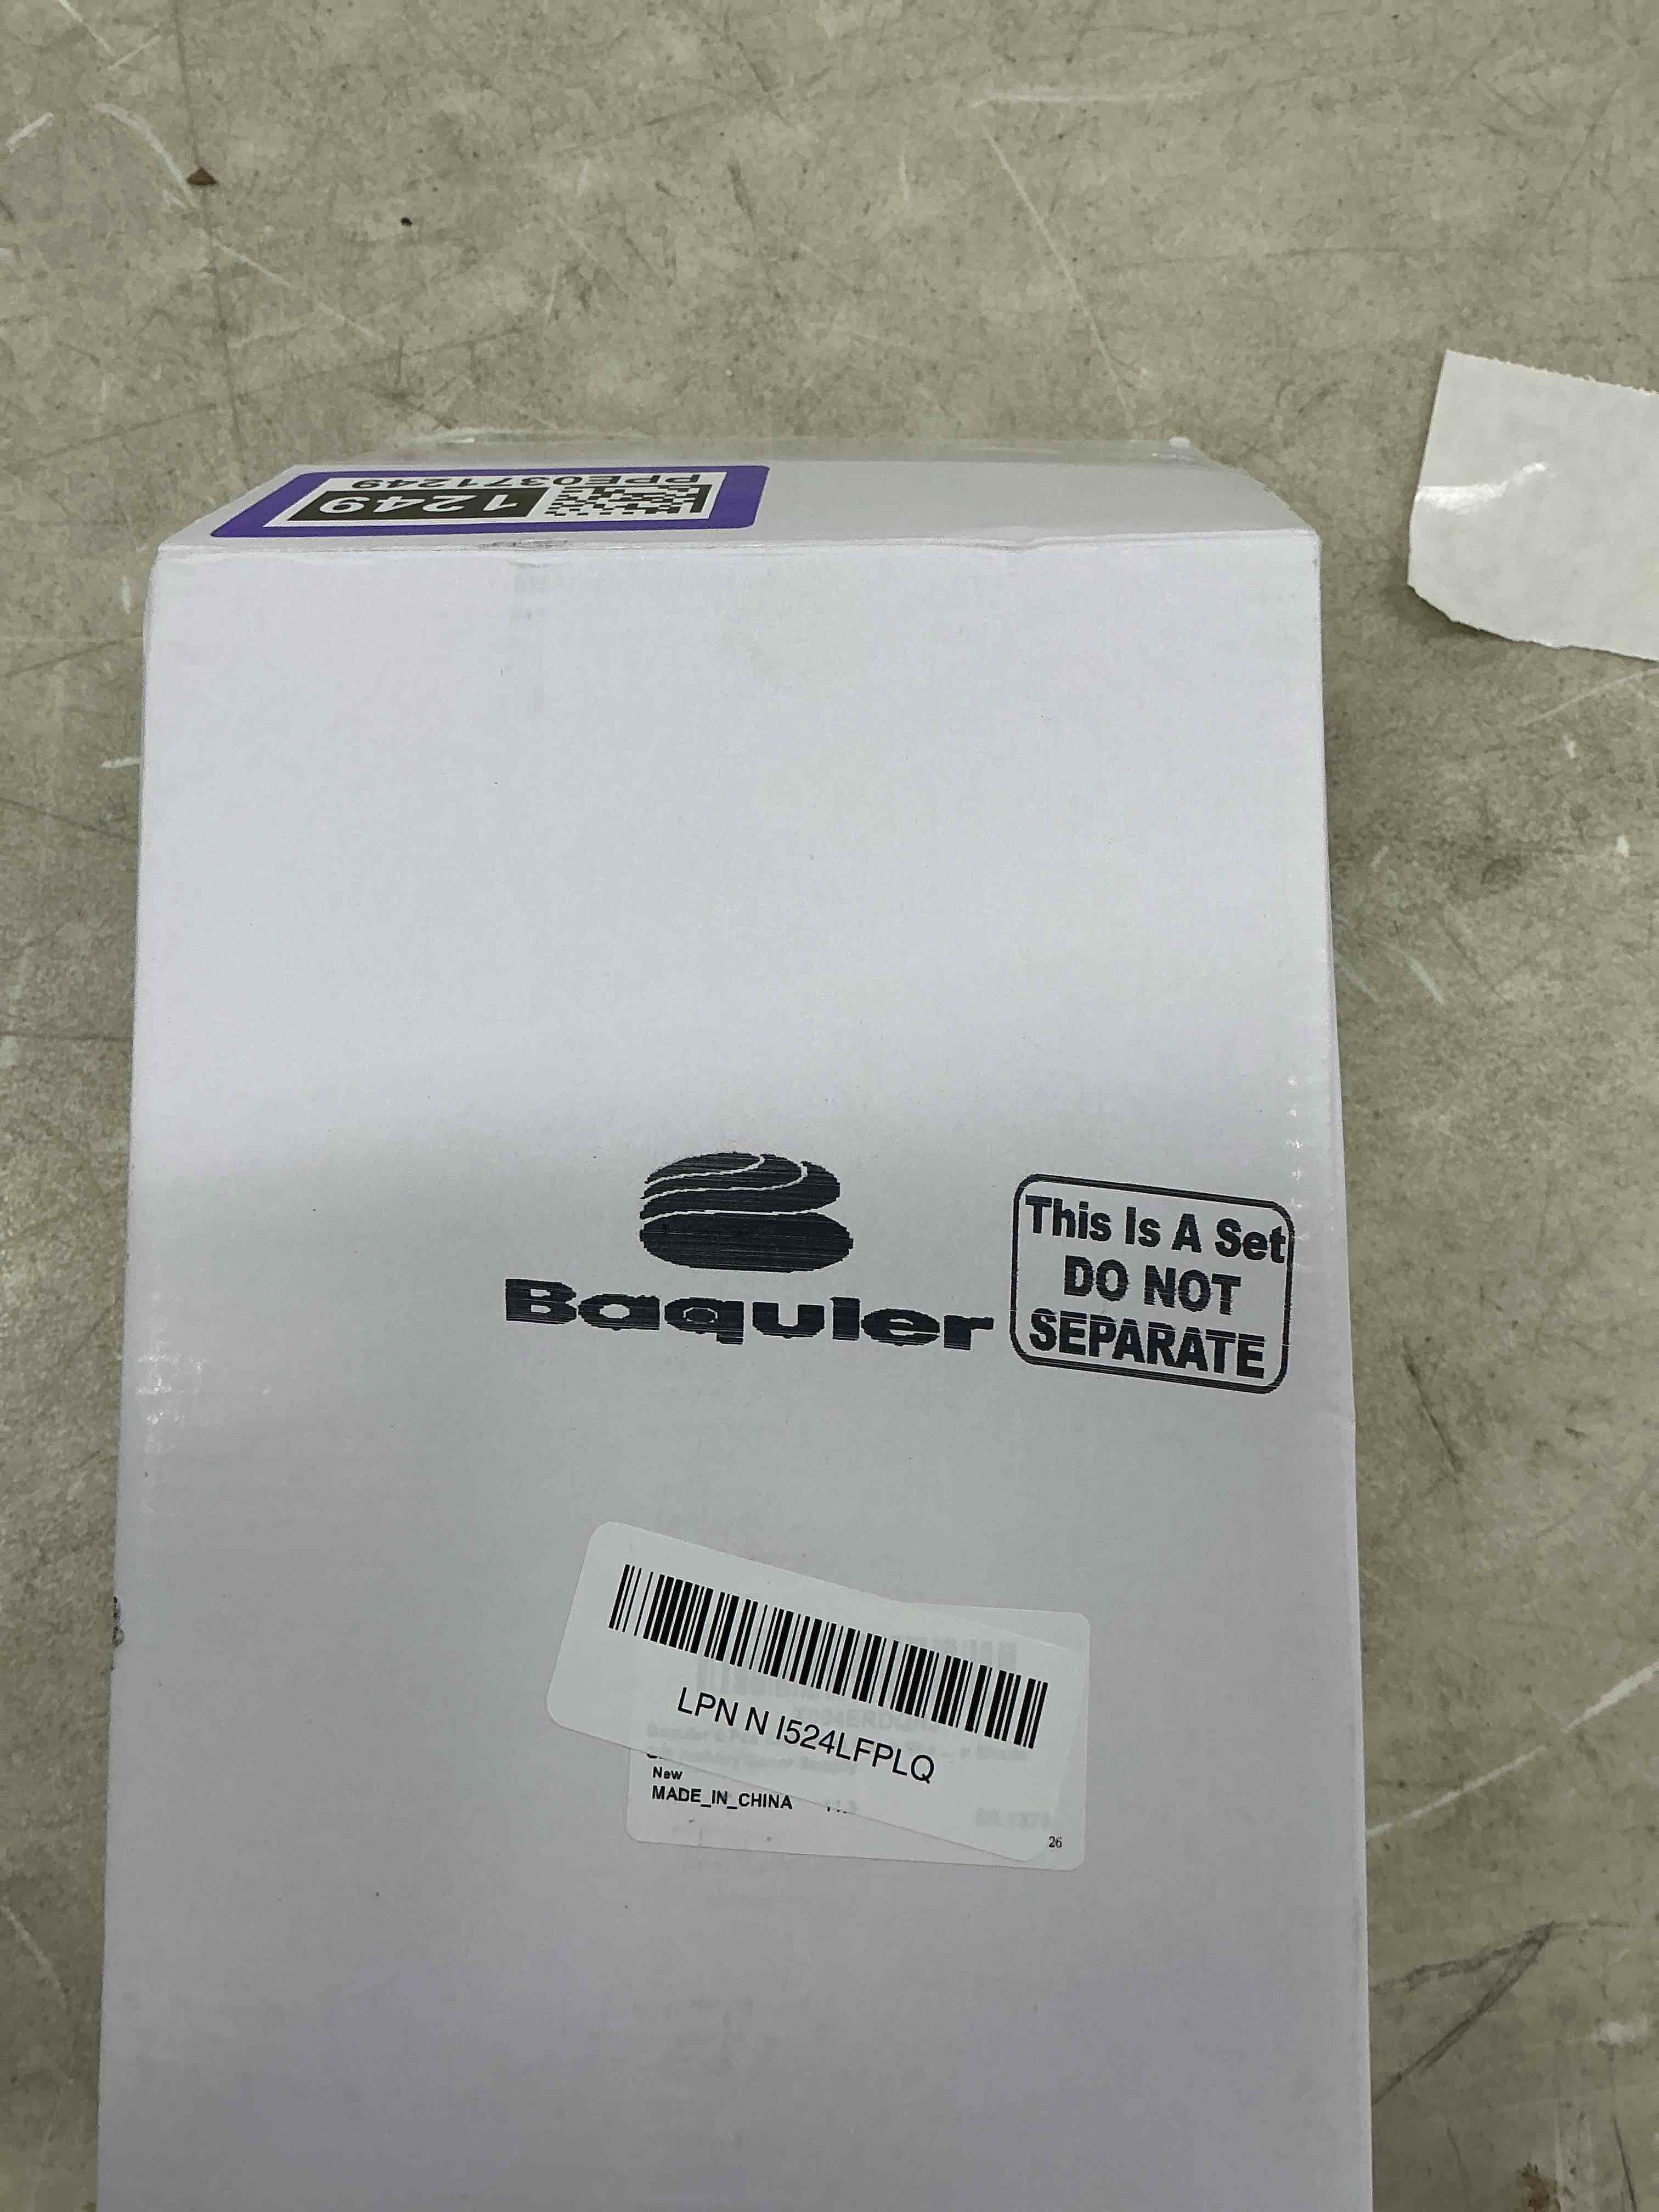 PPE0371249
1249
Baquler
This Is A Set
DO NOT
SEPARATE
LPN N I524LFPLQ
New
MADE_IN_CHINA
26